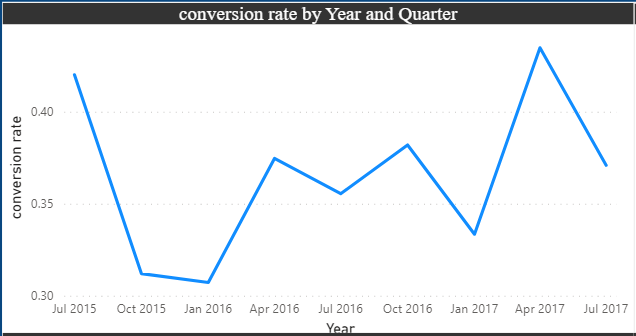 conversion rate by Year and Quarter
conversion rate
0.40
0.35
0.30
Jul 2015 Oct 2015 Jan 2016 Apr 2016 Jul 2016 Oct 2016 Jan 2017 Apr 2017 Jul 2017
Year